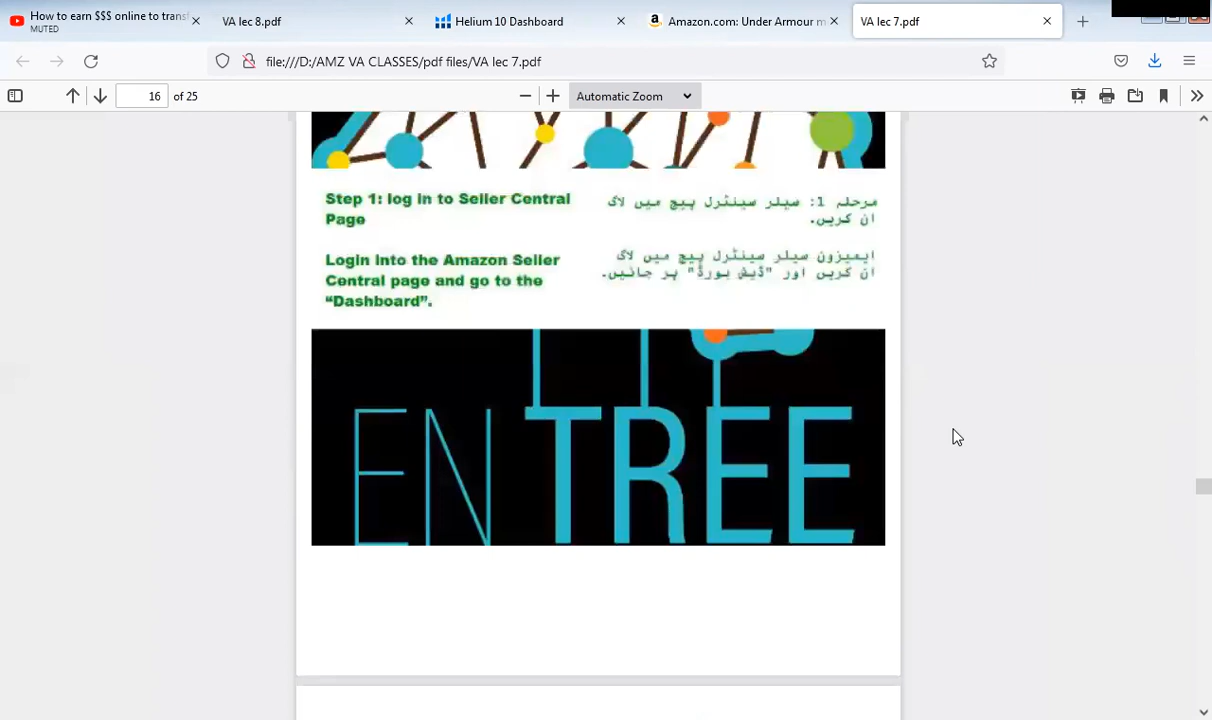 How to earn $$$ online to trans
MUTED
VA lec 8.pdf
Helium 10 Dashboard
Amazon.com: Under Armour m
VA lec 7.pdf
file:///D:/AMZ VA CLASSES/pdf files/VA lec 7.pdf
16 of 25
Automatic Zoom
Step 1: log in to Seller Central
Page
Login into the Amazon Seller
Central page and go to the
“Dashboard”.
مرحلہ 1: سیلر سینٹرل پیج میں لاگ
ان کریں۔
ایمیزون سیلر سینٹرل پیج میں لاگ
ان کریں اور "ڈیش بورڈ" پر جائیں۔
EN TREE